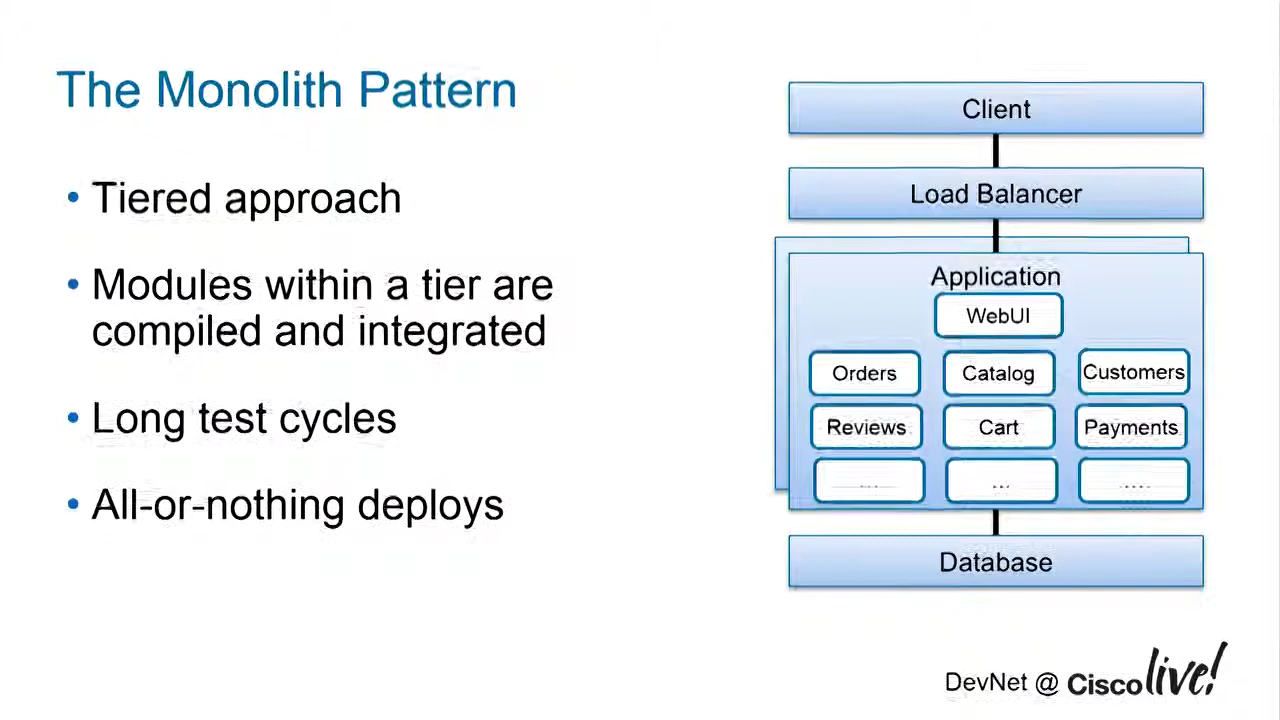 The Monolith Pattern
• Tiered approach
• Modules within a tier are
compiled and integrated
• Long test cycles
• All-or-nothing deploys
Client
Load Balancer
Application
WebUI
Orders Catalog Customers
Reviews Cart Payments
... ... ....
Database
DevNet @ Cisco live!